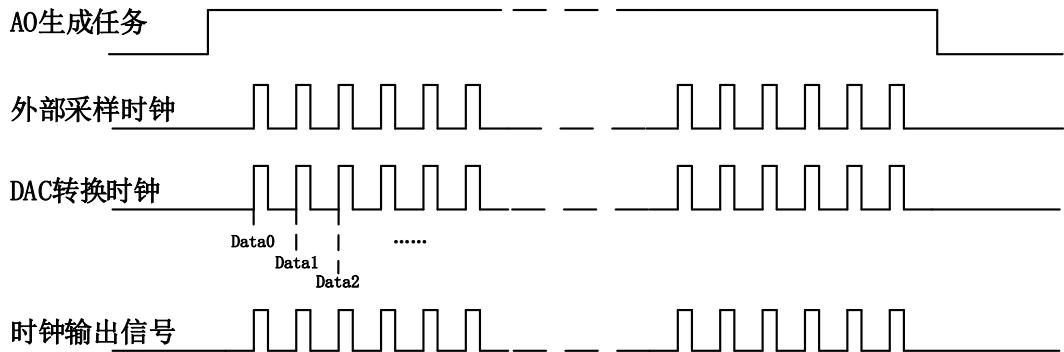 AO生成任务
外部采样时钟
DAC转换时钟
Data0
......
Data1
Data2
时钟输出信号